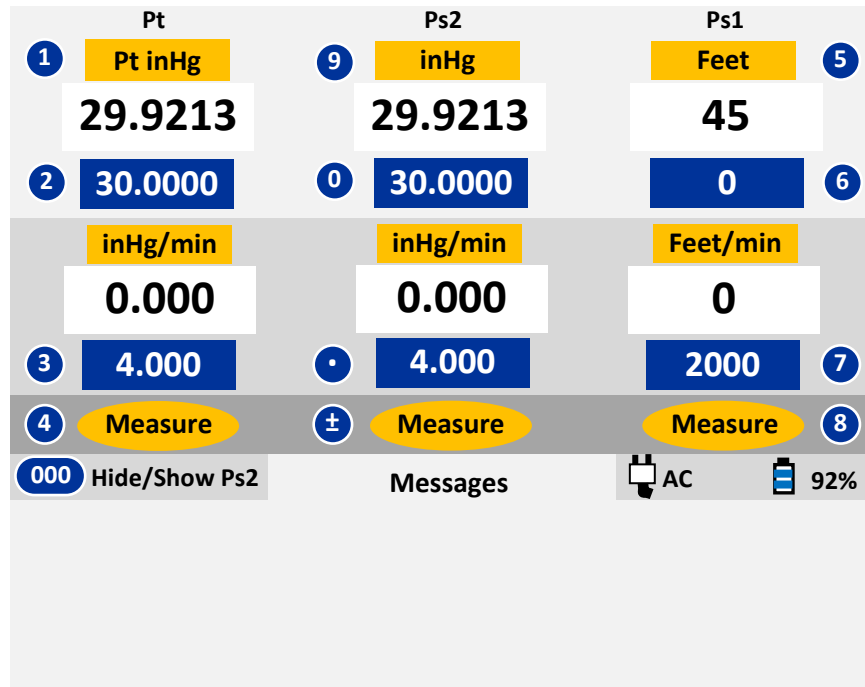 Pt Ps2 Ps1
1 Pt inHg 9 inHg Feet 5
29.9213 29.9213 45
2 30.0000 0 30.0000 0 6
inHg/min inHg/min Feet/min
0.000 0.000 0
3 4.000 • 4.000 2000 7
4 Measure ± Measure Measure 8
000 Hide/Show Ps2 Messages AC 92%